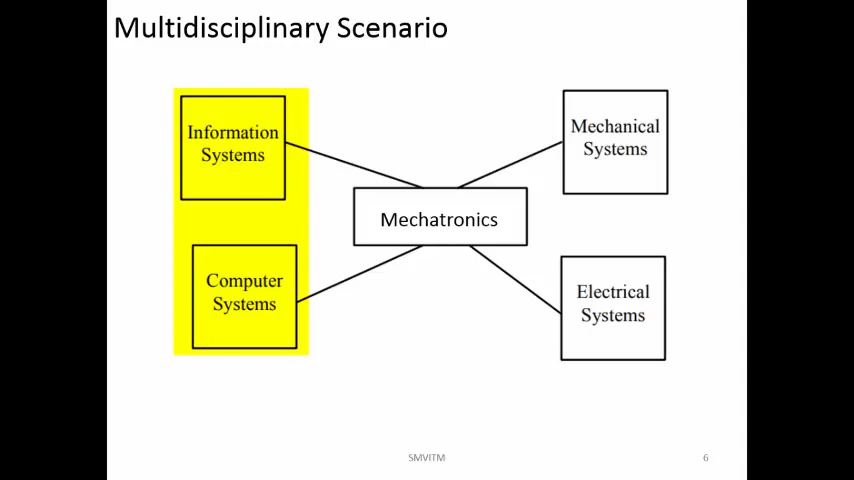 Multidisciplinary Scenario
Information
Systems
Mechanical
Systems
Mechatronics
Computer
Systems
Electrical
Systems
SMVITM
6